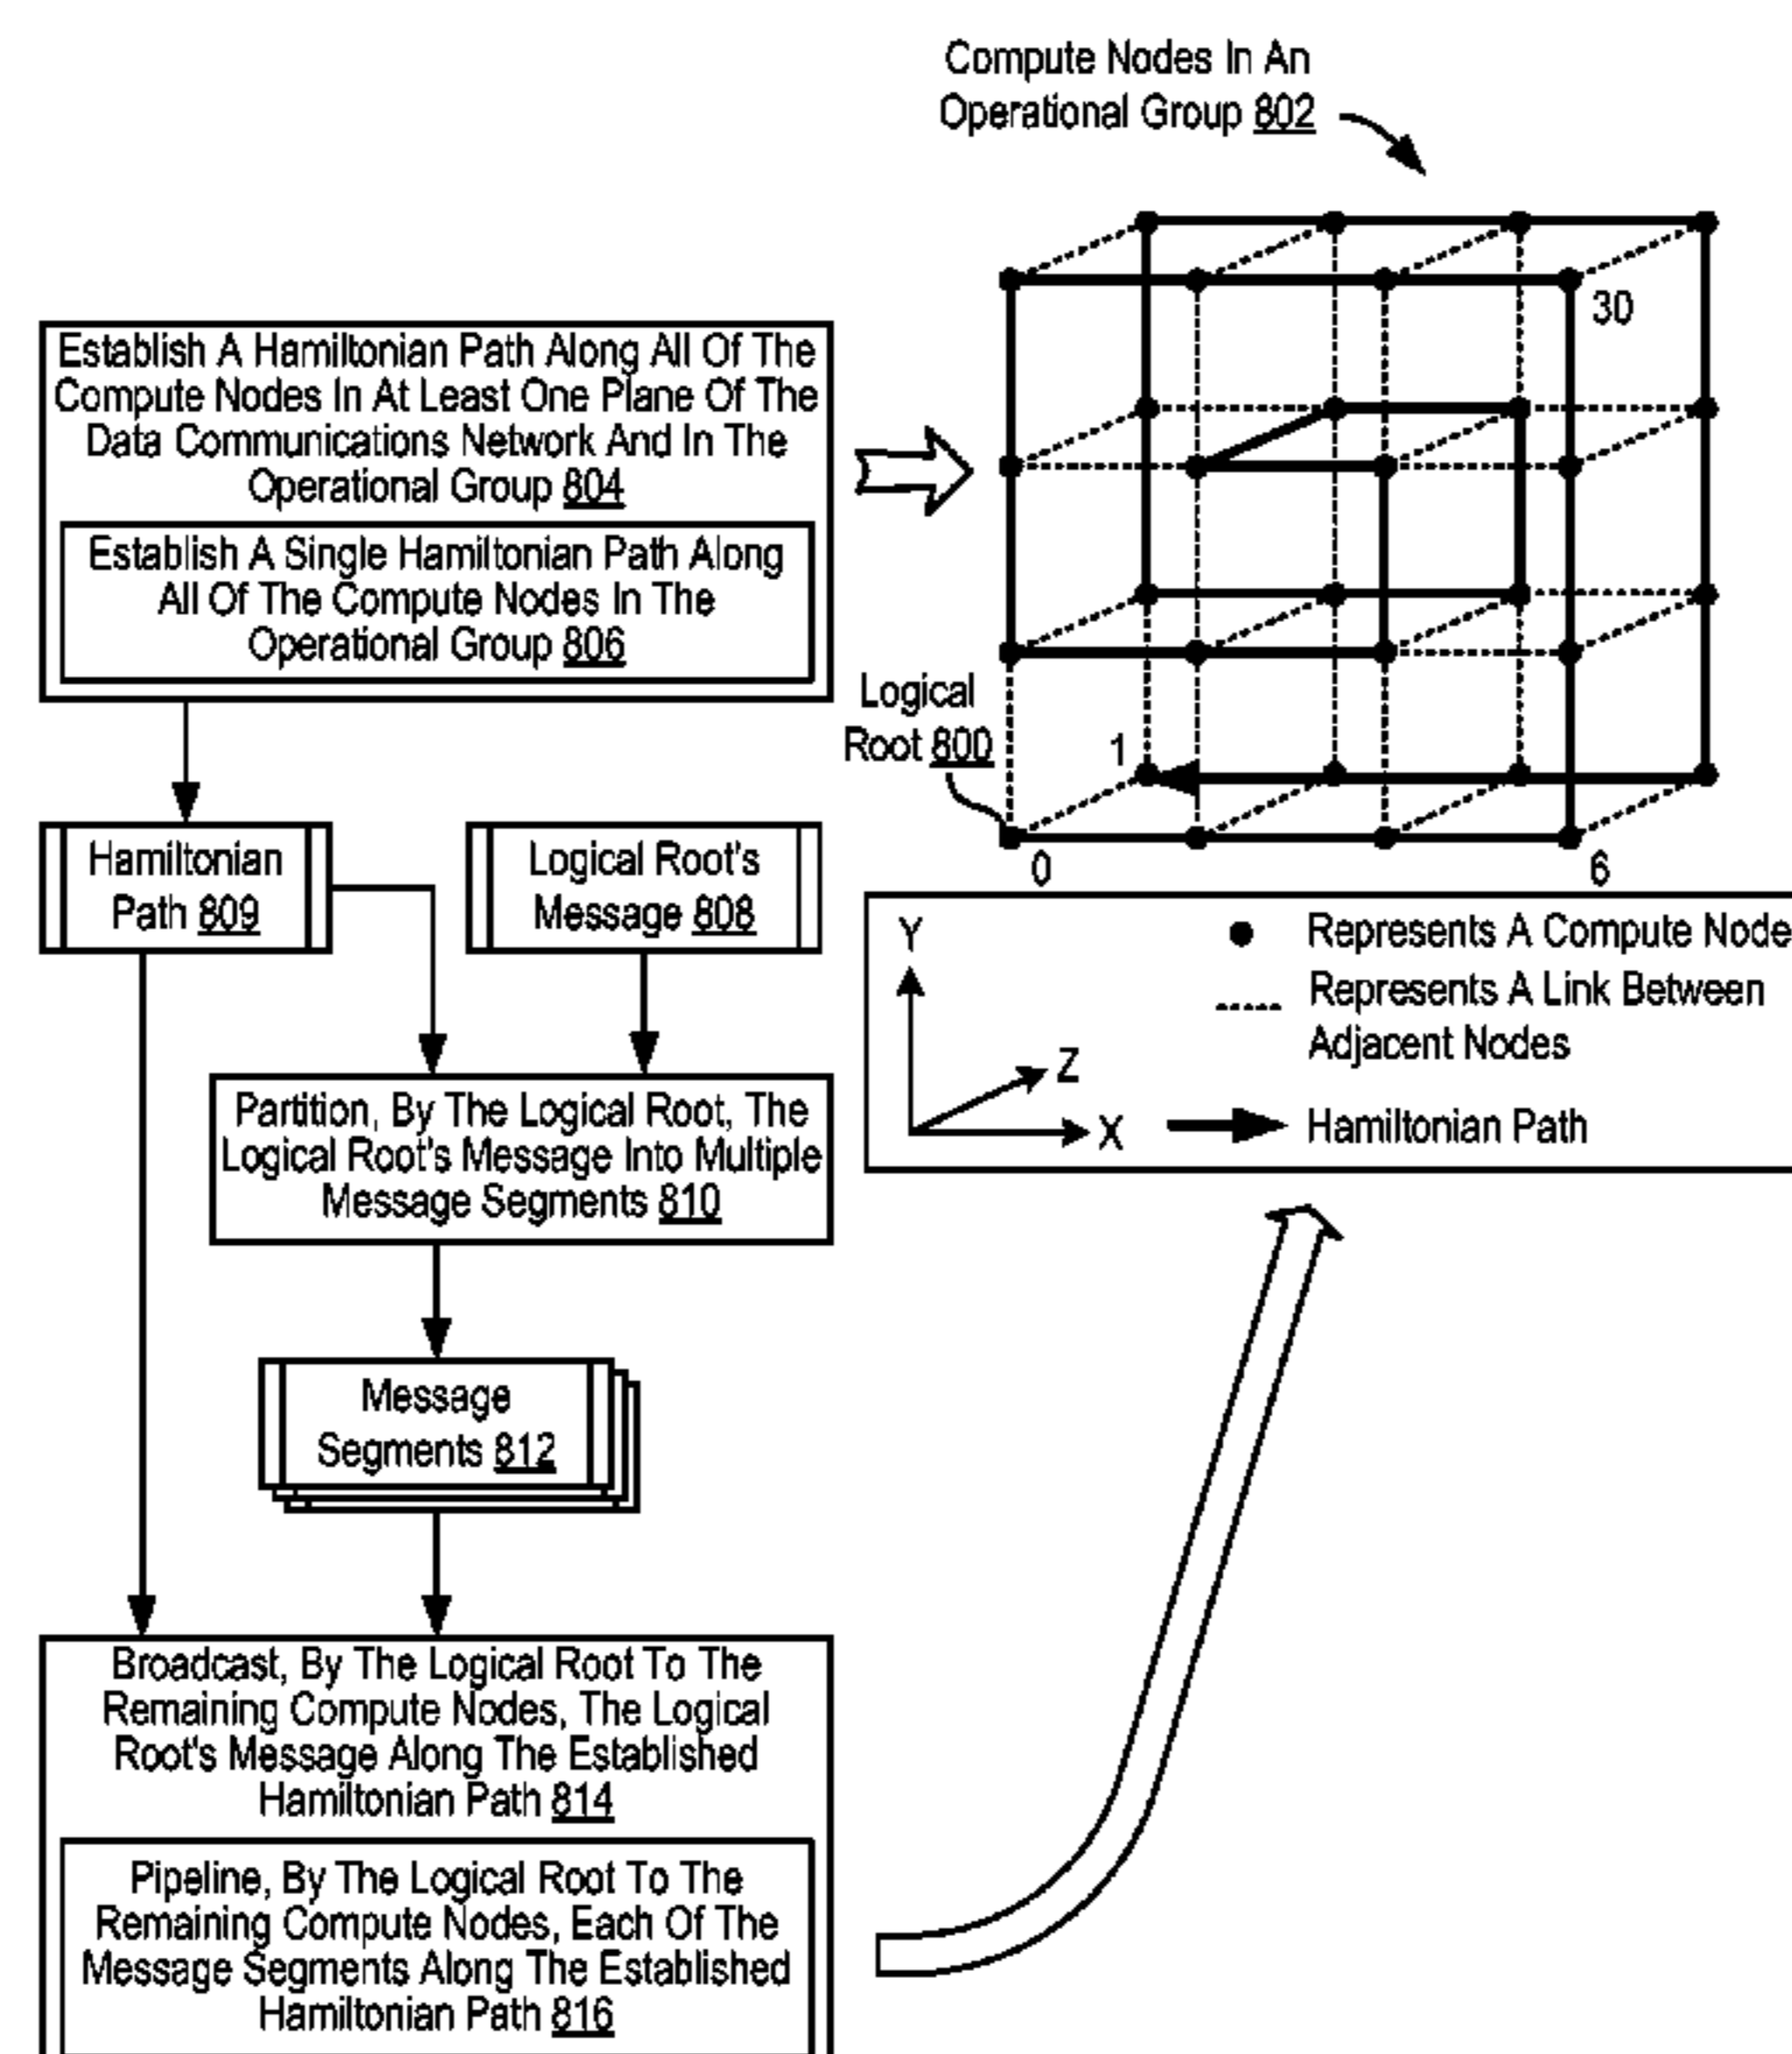 Compute Nodes In An
Operational Group 802
30
Establish A Hamiltonian Path Along All Of The
Compute Nodes In At Least One Plane Of The
Data Communications Network And In The
Operational Group 804
Establish A Single Hamiltonian Path Along
All Of The Compute Nodes In The
Operational Group 806
Logical
Root 800
1
0
6
Hamiltonian
Path 809
Logical Root's
Message 808
Y
Z
X
Represents A Compute Node
Represents A Link Between
Adjacent Nodes
Hamiltonian Path
Partition, By The Logical Root, The
Logical Root's Message Into Multiple
Message Segments 810
Message
Segments 812
Broadcast, By The Logical Root To The
Remaining Compute Nodes, The Logical
Root's Message Along The Established
Hamiltonian Path 814
Pipeline, By The Logical Root To The
Remaining Compute Nodes, Each Of The
Message Segments Along The Established
Hamiltonian Path 816